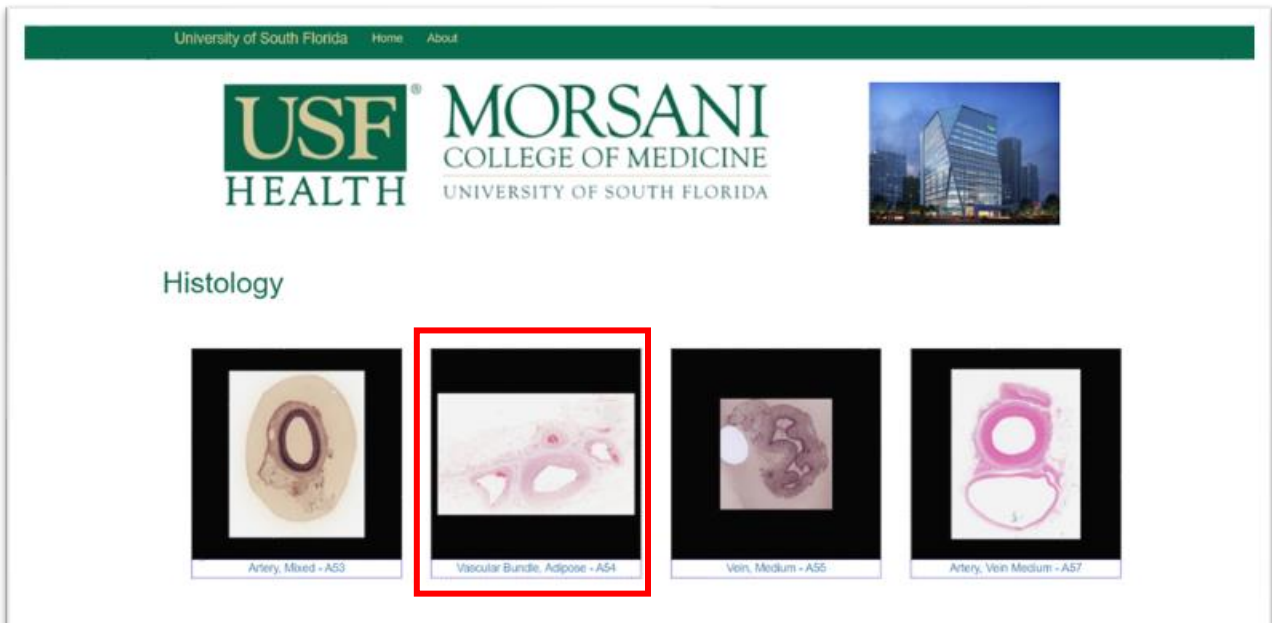 University of South Florida Home About
USF® MORSANI
COLLEGE OF MEDICINE
HEALTH UNIVERSITY OF SOUTH FLORIDA
Histology
Artery, Mixed - A53 Vascular Bundle, Adipose - A54 Vein, Medium - A55 Artery, Vein Medium - A57